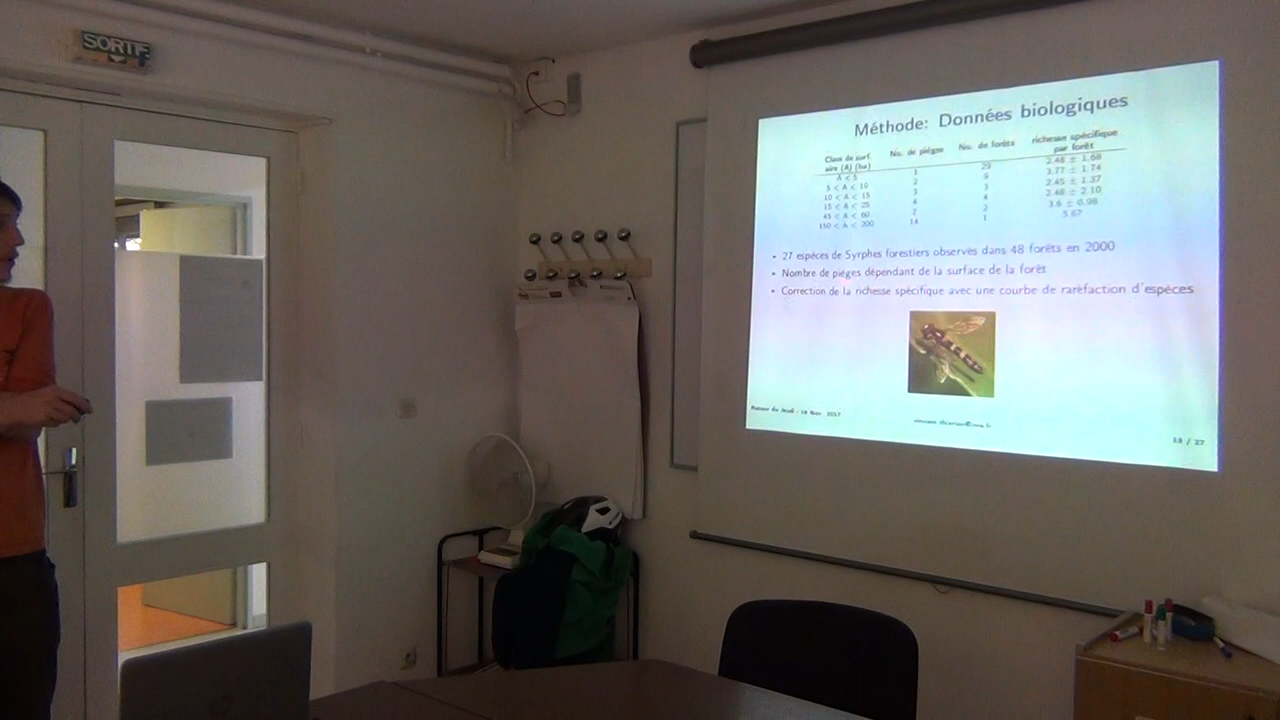 SORTIE
Méthode: Données biologiques
Class de surf. No. de pièges No. de forêts richesse spécifique
aire (A) (ha) par forêt
A < 5 1 29 2.48 ± 1.68
5 < A < 10 2 9 3.77 ± 1.74
10 < A < 15 3 3 2.45 ± 1.37
15 < A < 25 4 4 2.48 ± 2.10
45 < A < 60 7 2 3.6 ± 0.98
150 < A < 200 14 1 5.67
• 27 espèces de Syrphes forestiers observés dans 48 forêts en 2000
• Nombre de pièges dépendant de la surface de la forêt
• Correction de la richesse spécifique avec une courbe de raréfaction d'espèces
du Jeudi - Nov. 2017
/ 27